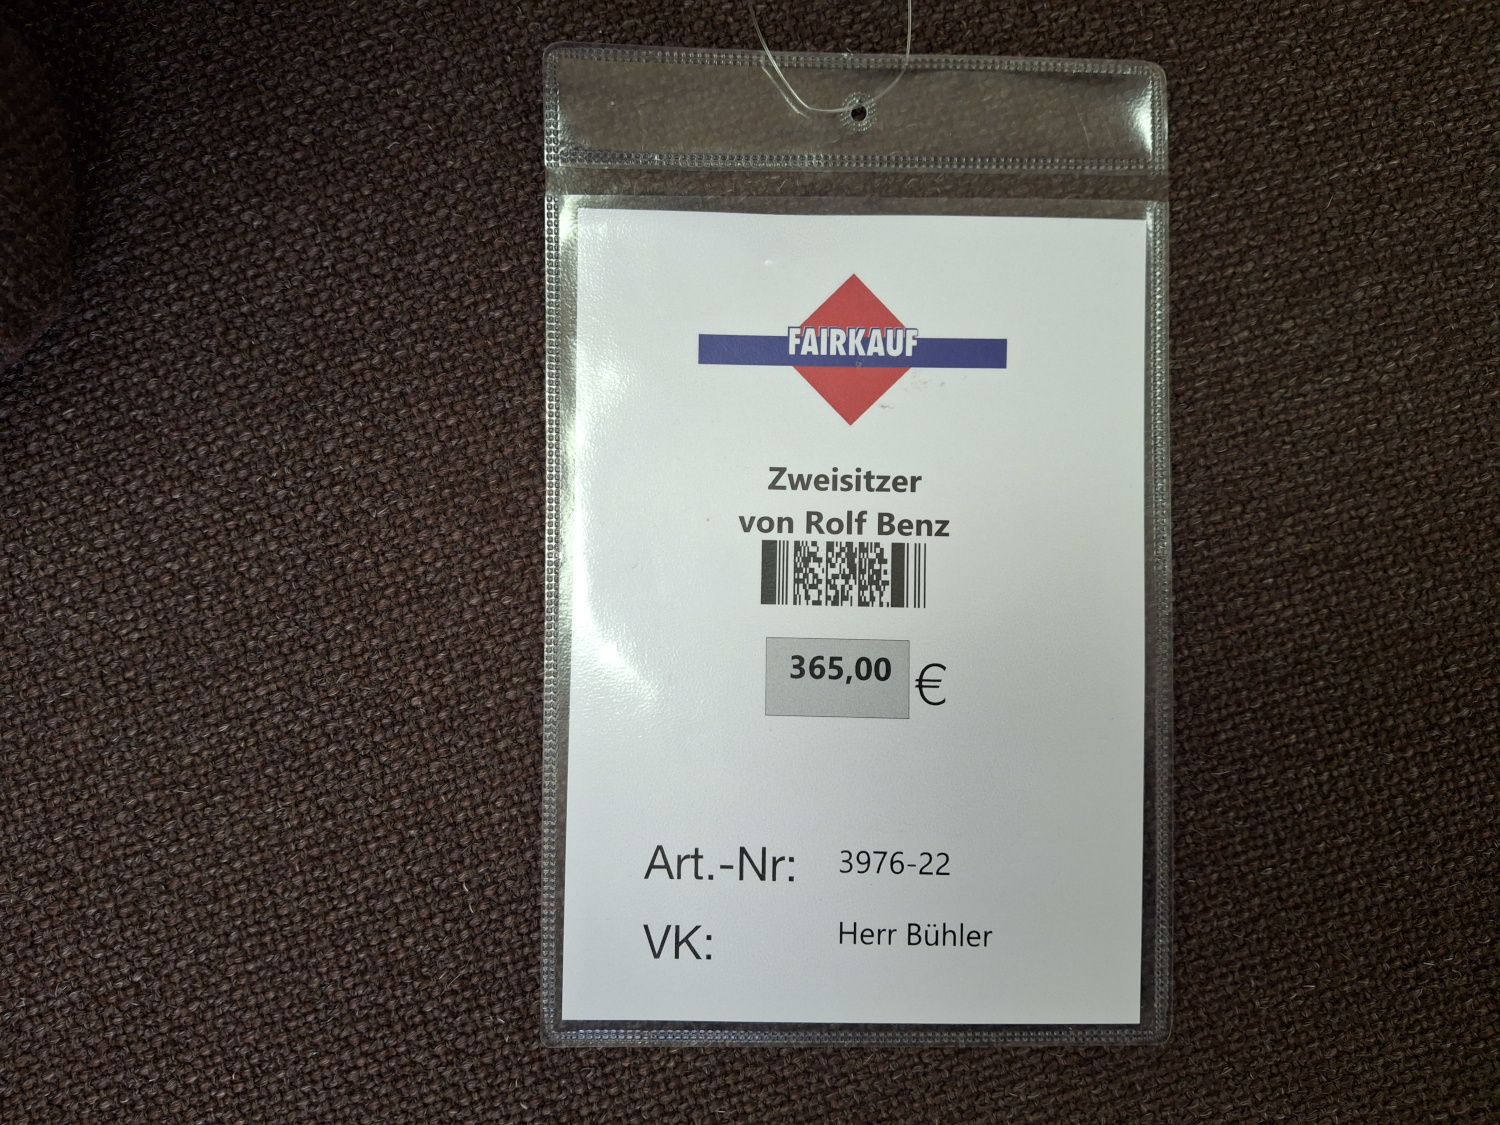 FAIRKAUF
Zweisitzer
von Rolf Benz
365,00 €
Art.-Nr: 3976-22
VK: Herr Bühler